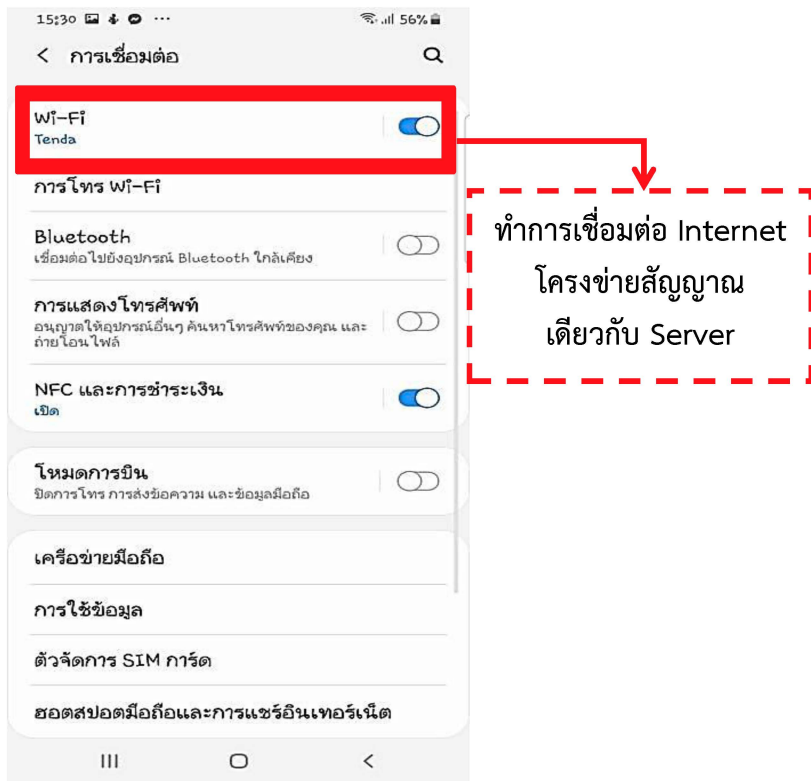 15:30 ... 56%
การเชื่อมต่อ
Wi-Fi
Tenda
การโทร Wi-Fi
Bluetooth
เชื่อมต่อไปยังอุปกรณ์ Bluetooth ใกล้เคียง
การแสดงโทรศัพท์
อนุญาตให้อุปกรณ์อื่นๆ ค้นหาโทรศัพท์ของคุณ และ
ถ่ายโอนไฟล์
NFC และการชำระเงิน
เปิด
โหมดการบิน
ปิดการโทร การส่งข้อความ และข้อมูลมือถือ
เครือข่ายมือถือ
การใช้ข้อมูล
ตัวจัดการ SIM การ์ด
ฮอตสปอตมือถือและการแชร์อินเทอร์เน็ต
ทำการเชื่อมต่อ Internet
โครงข่ายสัญญาณ
เดียวกับ Server